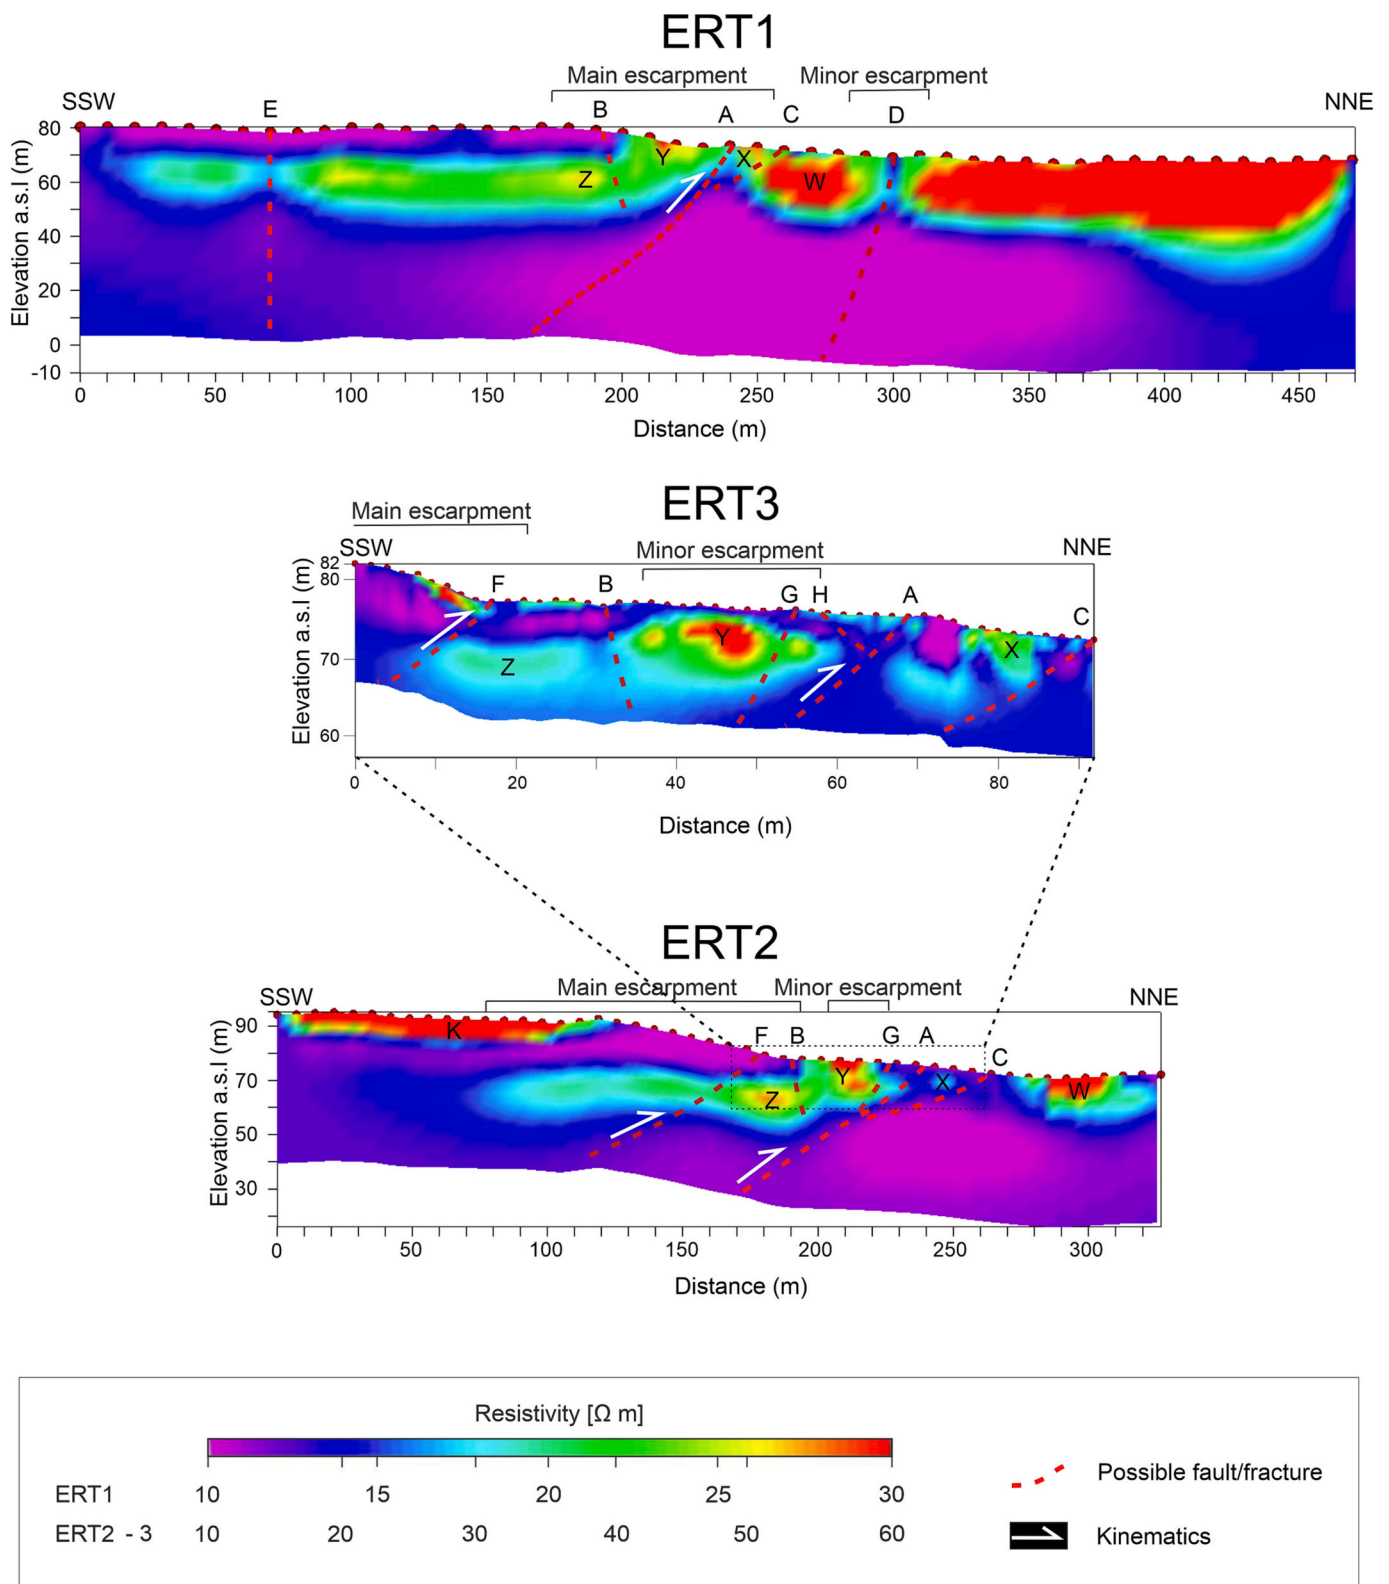 ERT1
Main escarpment
Minor escarpment
SSW
E
B
A
C
D
NNE
Elevation a.s.l (m)
80
60
40
20
0
-10
Y
X
Z
W
0
50
100
150
200
250
300
350
400
450
Distance (m)
ERT3
Main escarpment
SSW
Minor escarpment
NNE
F
B
G
H
A
C
Elevation a.s.l (m)
82
80
70
60
Z
Y
X
0
20
40
60
80
Distance (m)
ERT2
SSW
Main escarpment
Minor escarpment
NNE
F
B
G
A
C
Elevation a.s.l (m)
90
70
50
30
K
Z
Y
X
W
0
50
100
150
200
250
300
Distance (m)
Resistivity [Ω m]
ERT1 10 15 20 25 30
ERT2 - 3 10 20 30 40 50 60
Possible fault/fracture
Kinematics